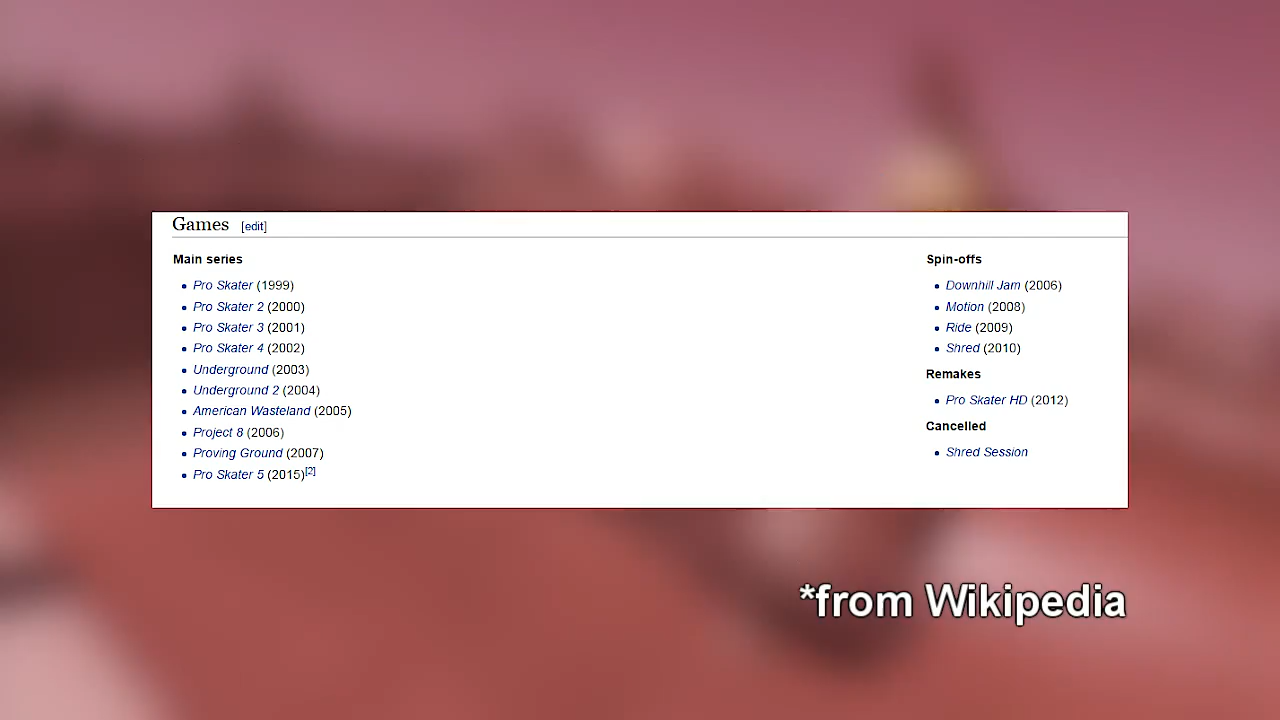 Games [edit]
Main series
Pro Skater (1999)
Pro Skater 2 (2000)
Pro Skater 3 (2001)
Pro Skater 4 (2002)
Underground (2003)
Underground 2 (2004)
American Wasteland (2005)
Project 8 (2006)
Proving Ground (2007)
Pro Skater 5 (2015)[2]
Spin-offs
Downhill Jam (2006)
Motion (2008)
Ride (2009)
Shred (2010)
Remakes
Pro Skater HD (2012)
Cancelled
Shred Session
*from Wikipedia